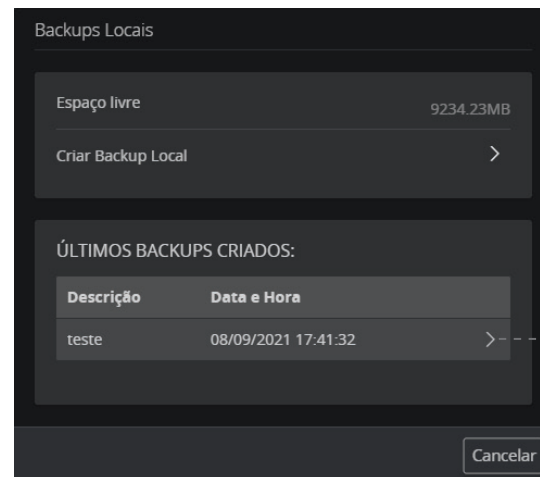 Backups Locais
Espaço livre 9234.23MB
Criar Backup Local
ÚLTIMOS BACKUPS CRIADOS:
Descrição Data e Hora
teste 08/09/2021 17:41:32
Cancelar